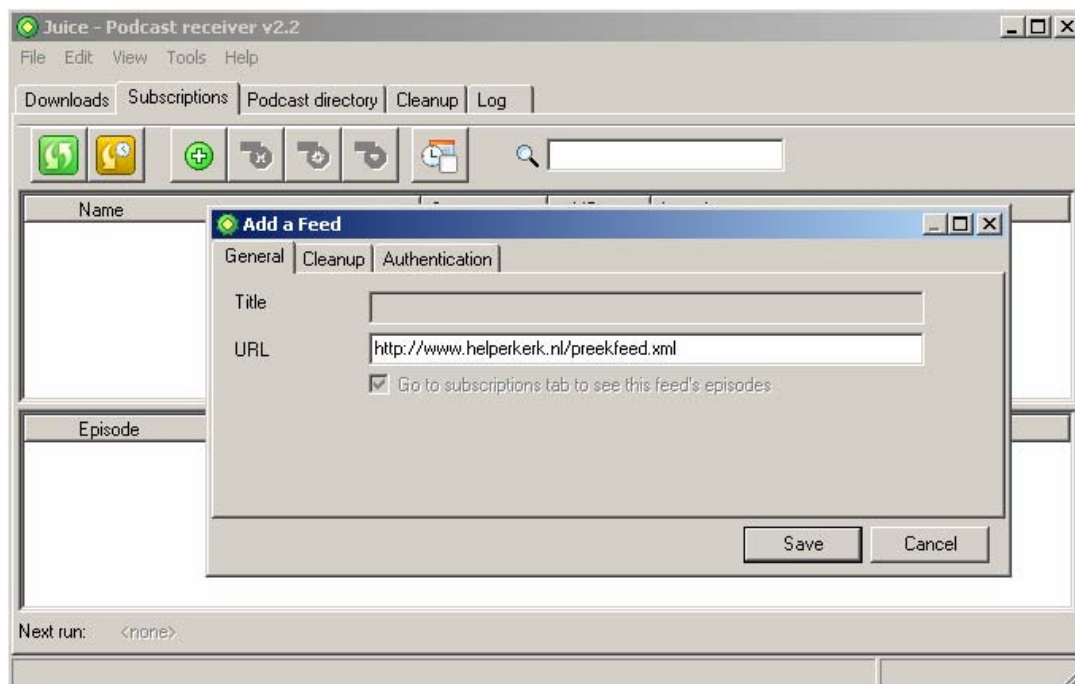 Juice - Podcast receiver v2.2
File Edit View Tools Help
Downloads Subscriptions Podcast directory Cleanup Log
Name
Add a Feed
General Cleanup Authentication
Title
URL http://www.helperkerk.nl/preekfeed.xml
Go to subscriptions tab to see this feed's episodes
Episode
Save Cancel
Next run: <none>